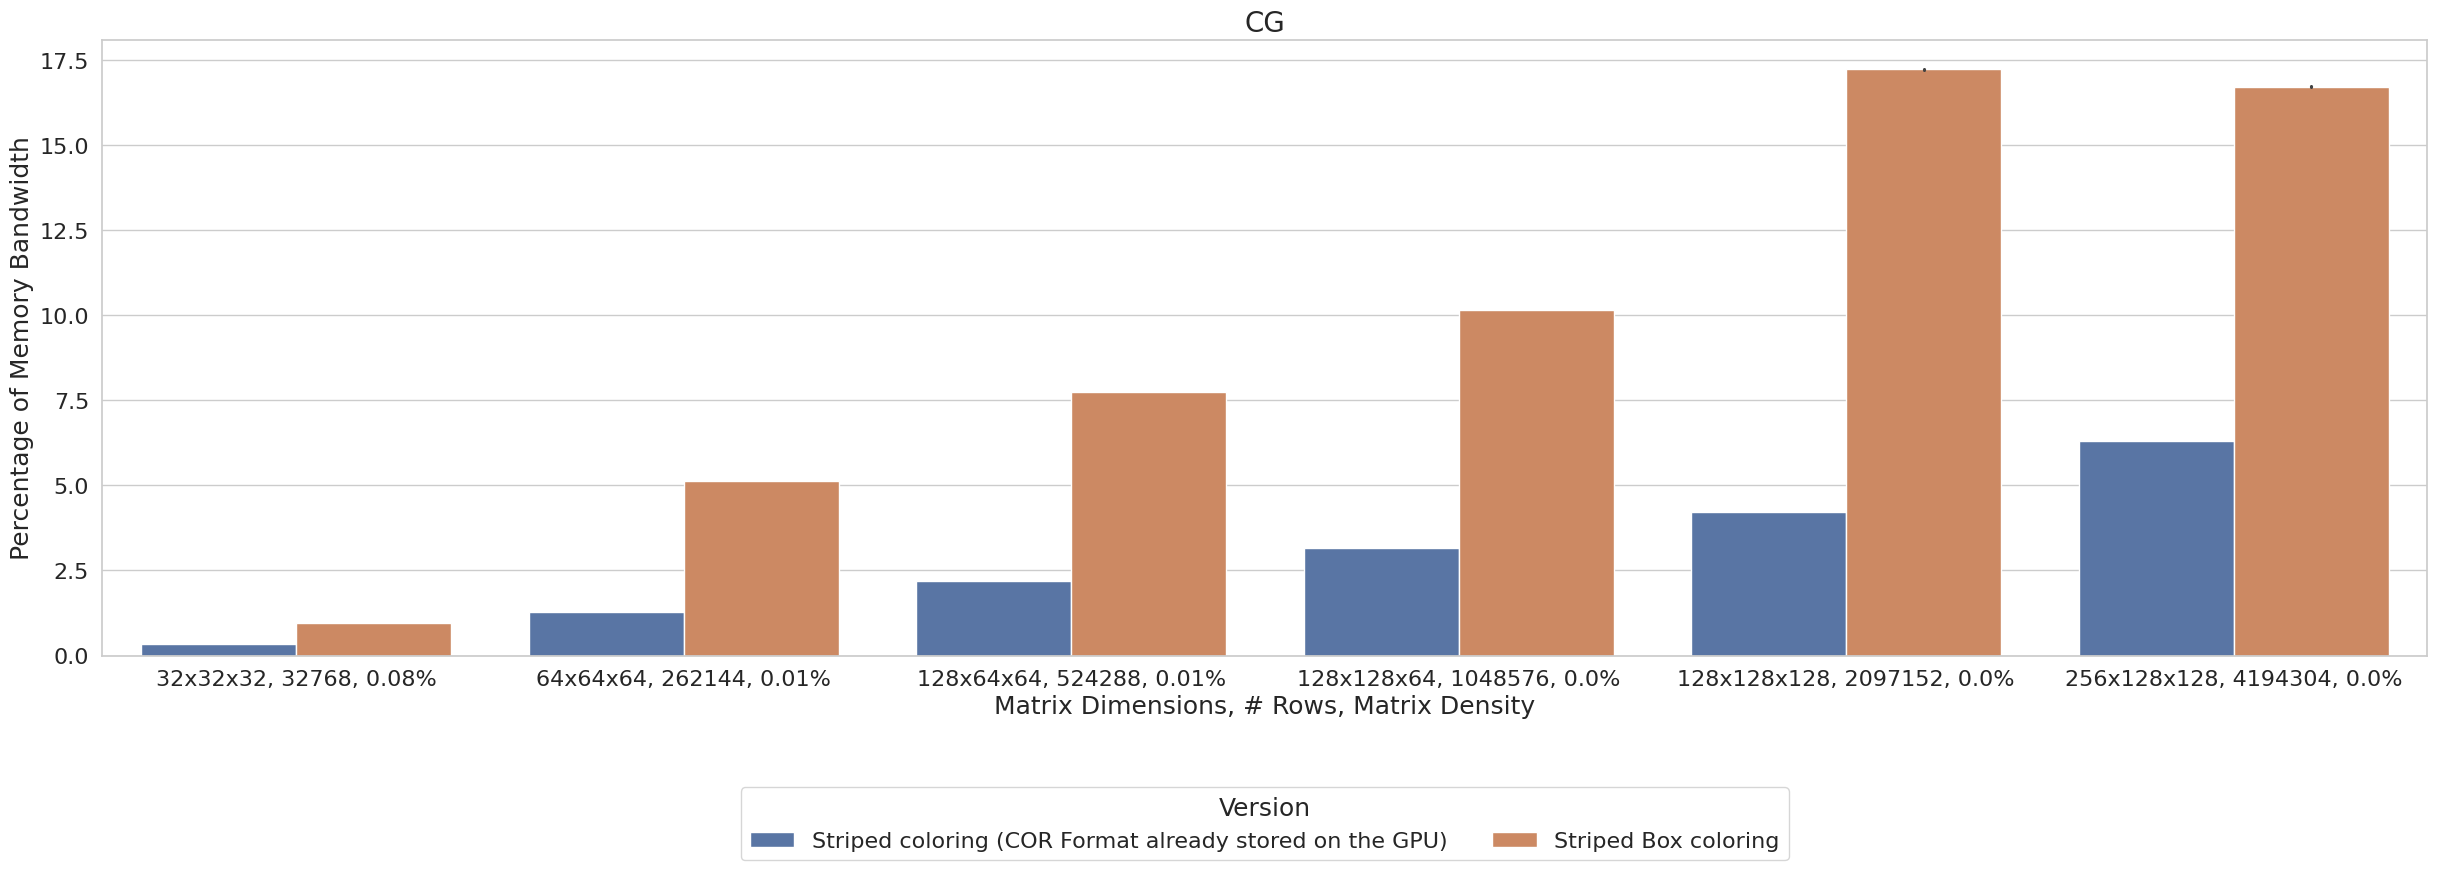 CG
17.5
15.0
12.5
10.0
7.5
5.0
2.5
0.0
Percentage of Memory Bandwidth
32x32x32, 32768, 0.08%
64x64x64, 262144, 0.01%
128x64x64, 524288, 0.01%
128x128x64, 1048576, 0.0%
128x128x128, 2097152, 0.0%
256x128x128, 4194304, 0.0%
Matrix Dimensions, # Rows, Matrix Density
Version
Striped coloring (COR Format already stored on the GPU)
Striped Box coloring